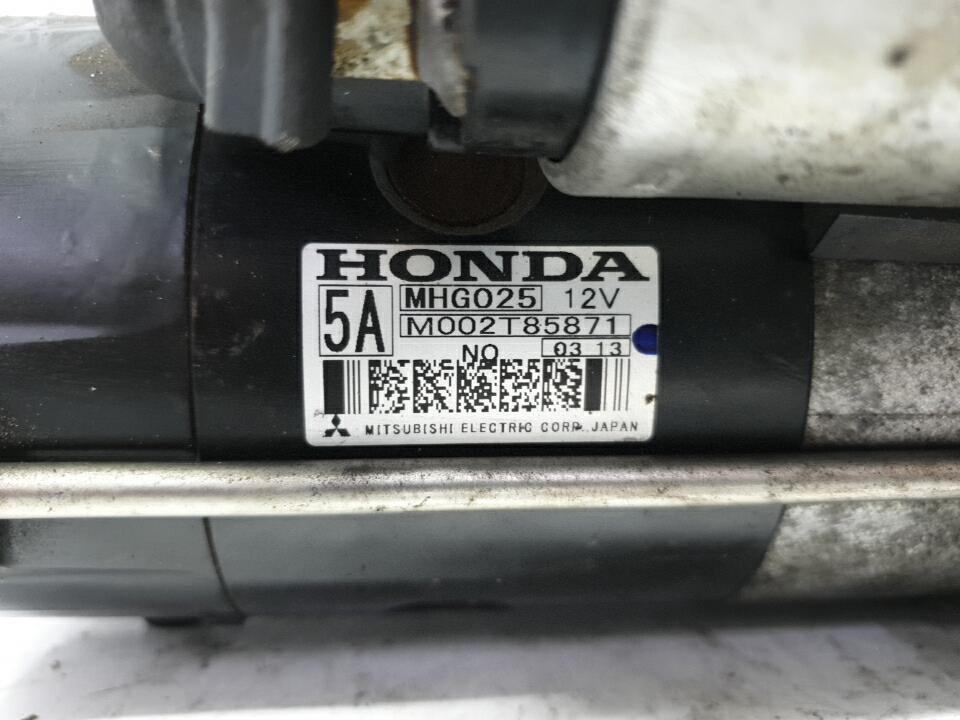 HONDA
5A
MHG025 12V
M002T85871
NO 03 13
MITSUBISHI ELECTRIC CORP. JAPAN